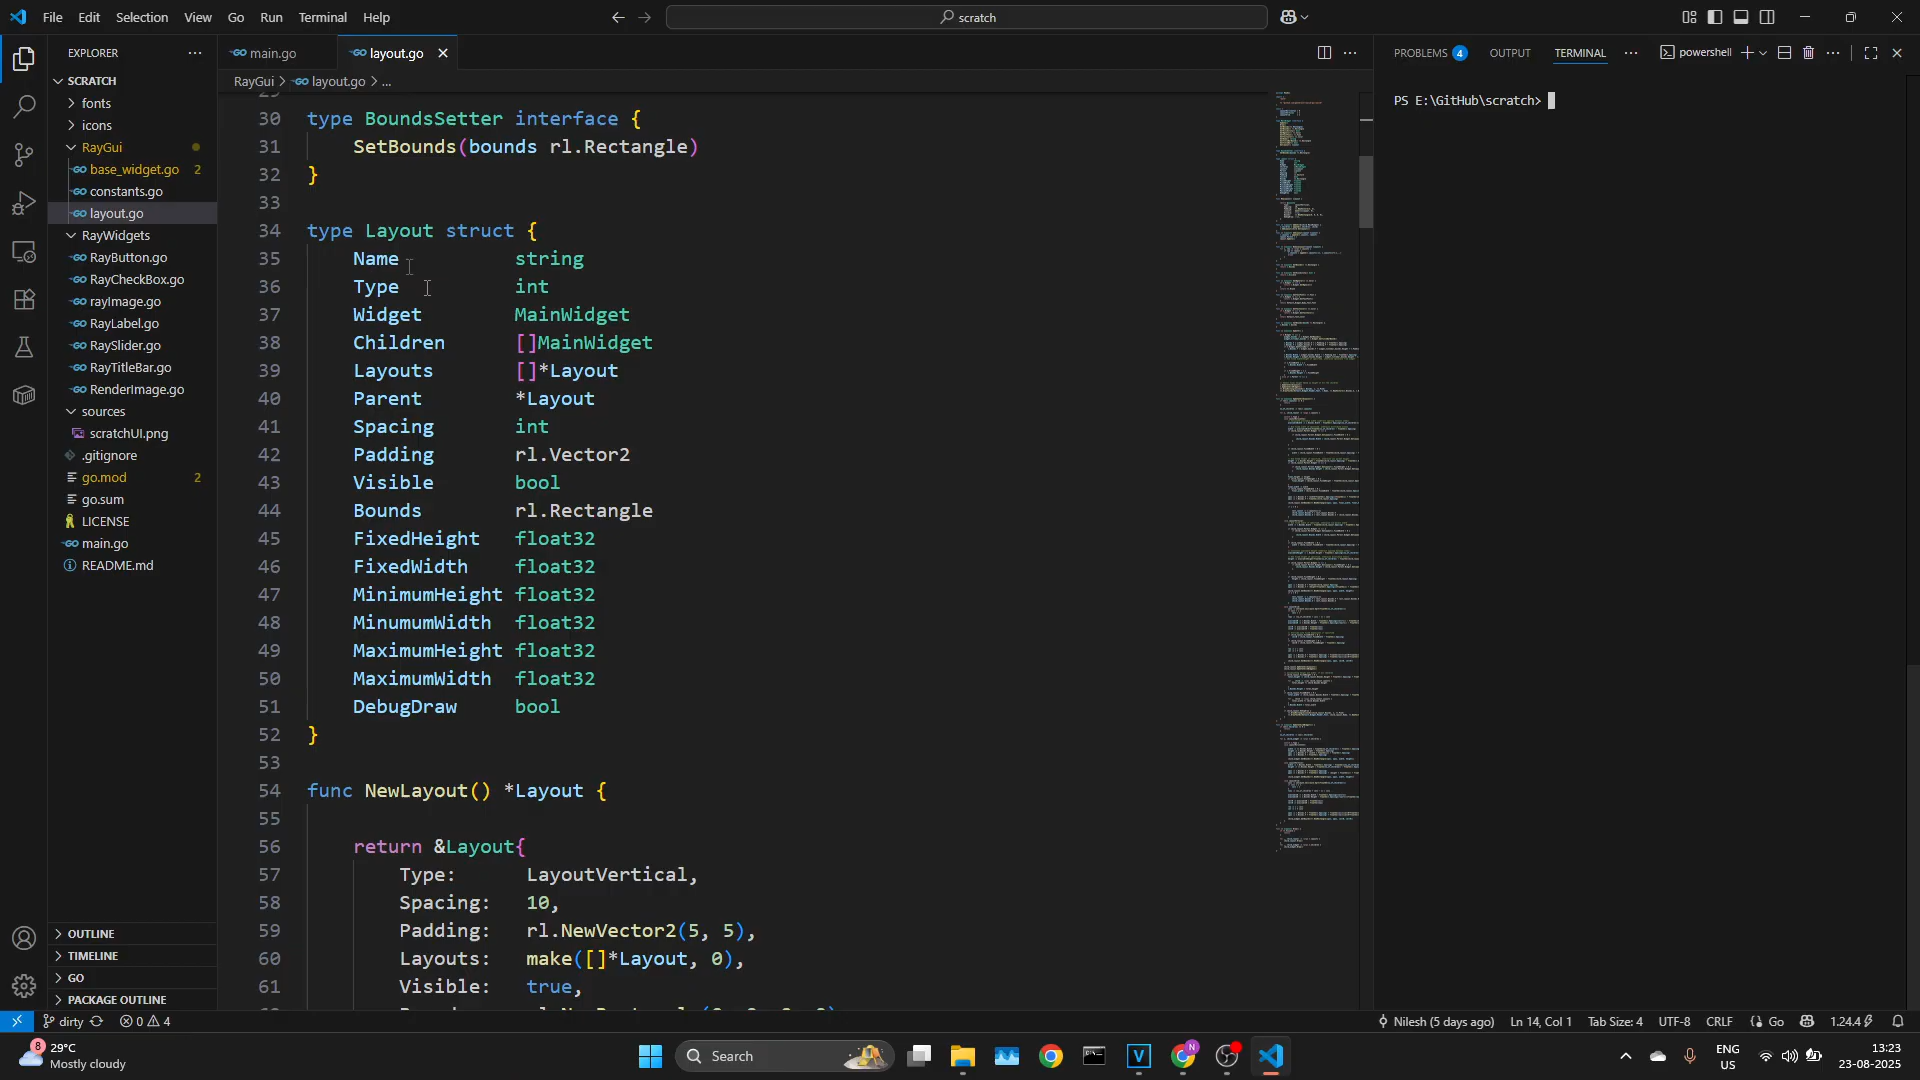 File Edit Selection View Go Run Terminal Help
scratch
EXPLORER
SCRATCH
fonts
icons
RayGui
base_widget.go 2
constants.go
layout.go
RayWidgets
RayButton.go
RayCheckBox.go
rayImage.go
RayLabel.go
RaySlider.go
RayTitleBar.go
RenderImage.go
sources
scratchUI.png
.gitignore
go.mod 2
go.sum
LICENSE
main.go
README.md
OUTLINE
TIMELINE
GO
PACKAGE OUTLINE
main.go layout.go
RayGui > layout.go > ...
30 type BoundsSetter interface {
31 SetBounds(bounds rl.Rectangle)
32 }
33
34 type Layout struct {
35 Name string
36 Type int
37 Widget MainWidget
38 Children []MainWidget
39 Layouts []*Layout
40 Parent *Layout
41 Spacing int
42 Padding rl.Vector2
43 Visible bool
44 Bounds rl.Rectangle
45 FixedHeight float32
46 FixedWidth float32
47 MinimumHeight float32
48 MinumumWidth float32
49 MaximumHeight float32
50 MaximumWidth float32
51 DebugDraw bool
52 }
53
54 func NewLayout() *Layout {
55
56 return &Layout{
57 Type: LayoutVertical,
58 Spacing: 10,
59 Padding: rl.NewVector2(5, 5),
60 Layouts: make([]*Layout, 0),
61 Visible: true,
PROBLEMS 4 OUTPUT TERMINAL powershell
PS E:\GitHub\scratch>
dirty 0 4 Nilesh (5 days ago) Ln 14, Col 1 Tab Size: 4 UTF-8 CRLF Go 1.24.4
8 29°C
Mostly cloudy
Search
ENG
US
13:23
23-08-2025